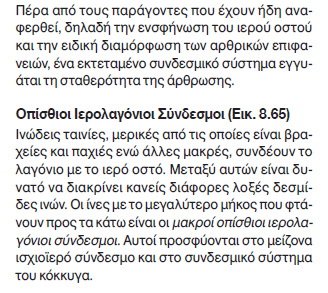 Πέρα από τους παράγοντες που έχουν ήδη ανα-
φερθεί, δηλαδή την ενσφήνωση του ιερού οστού
και την ειδική διαμόρφωση των αρθρικών επιφα-
νειών, ένα εκτεταμένο συνδεσμικό σύστημα εγγυ-
άται τη σταθερότητα της άρθρωσης.
Οπίσθιοι Ιερολαγόνιοι Σύνδεσμοι (Εικ. 8.65)
Ινώδεις ταινίες, μερικές από τις οποίες είναι βρα-
χείες και παχιές ενώ άλλες μακρές, συνδέουν το
λαγόνιο με το ιερό οστό. Μεταξύ αυτών είναι δυ-
νατό να διακρίνει κανείς διάφορες λοξές δεσμί-
δες ινών. Οι ίνες με το μεγαλύτερο μήκος που φτά-
νουν προς τα κάτω είναι οι μακροί οπίσθιοι ιερολα-
γόνιοι σύνδεσμοι. Αυτοί προσφύονται στο μείζονα
ισχιοϊερό σύνδεσμο και στο συνδεσμικό σύστημα
του κόκκυγα.